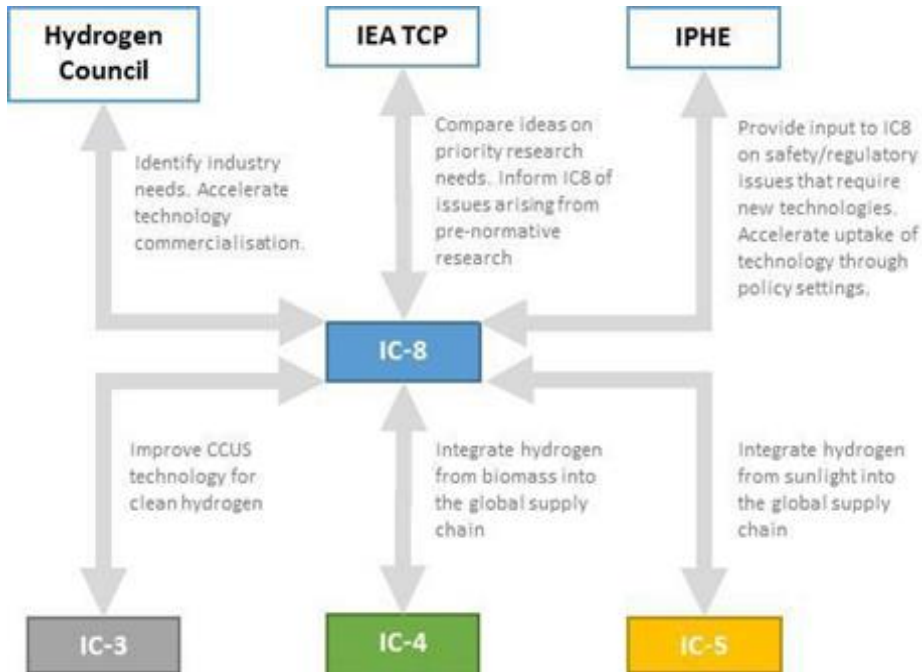 Hydrogen
Council
IEA TCP
IPHE
Identify industry
needs. Accelerate
technology
commercialisation.
Compare ideas on
priority research
needs. Inform IC8 of
issues arising from
pre-normative
research
Provide input to IC8
on safety/regulatory
issues that require
new technologies.
Accelerate uptake of
technology through
policy settings.
IC-8
Improve CCUS
technology for
clean hydrogen
Integrate hydrogen
from biomass into
the global supply
chain
Integrate hydrogen
from sunlight into
the global supply
chain
IC-3
IC-4
IC-5